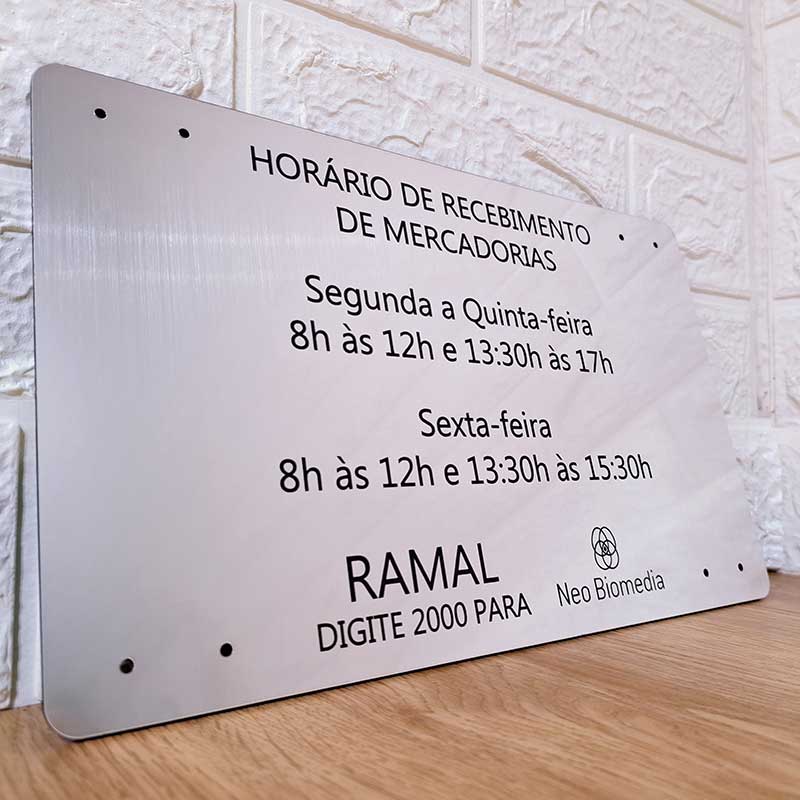 HORÁRIO DE RECEBIMENTO
DE MERCADORIAS
Segunda a Quinta-feira
8h às 12h e 13:30h às 17h
Sexta-feira
8h às 12h e 13:30h às 15:30h
RAMAL
DIGITE 2000 PARA
Neo Biomedia